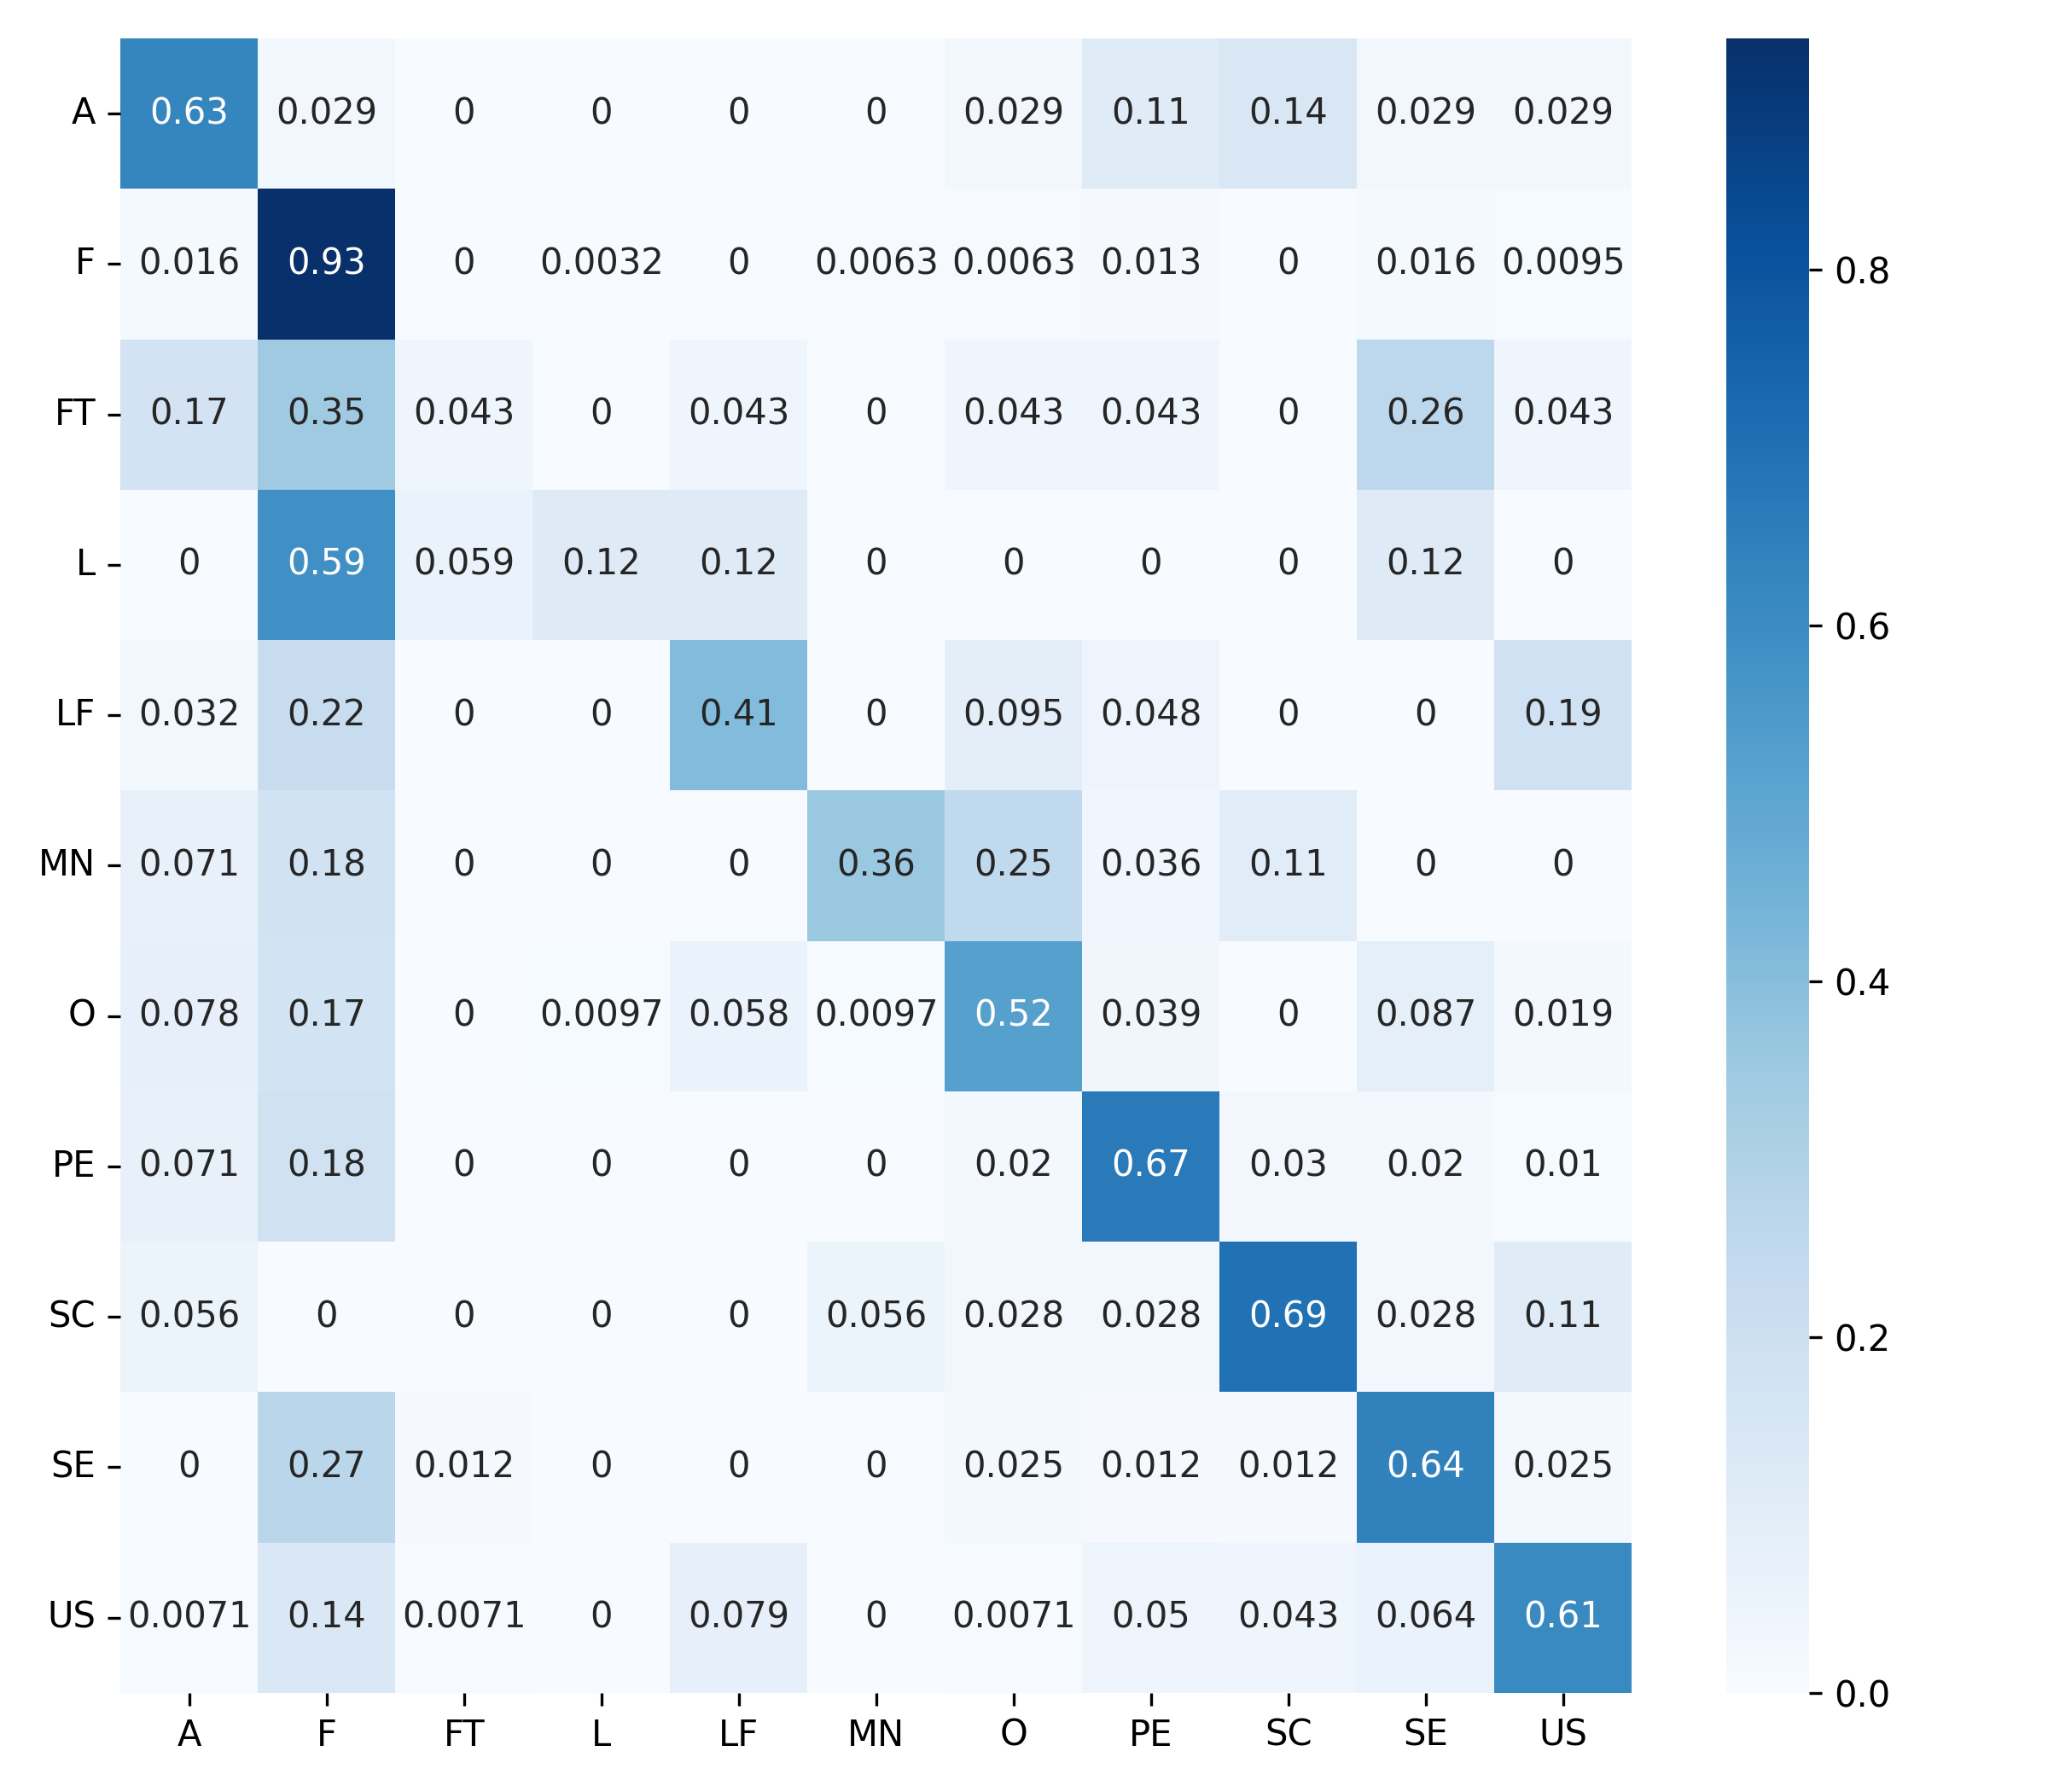 A 0.63 0.029 0 0 0 0 0.029 0.11 0.14 0.029 0.029
F 0.016 0.93 0 0.0032 0 0.0063 0.0063 0.013 0 0.016 0.0095
0.8
FT 0.17 0.35 0.043 0 0.043 0 0.043 0.043 0 0.26 0.043
L 0 0.59 0.059 0.12 0.12 0 0 0 0 0.12 0
0.6
LF 0.032 0.22 0 0 0.41 0 0.095 0.048 0 0 0.19
MN 0.071 0.18 0 0 0 0.36 0.25 0.036 0.11 0 0
0.4
O 0.078 0.17 0 0.0097 0.058 0.0097 0.52 0.039 0 0.087 0.019
PE 0.071 0.18 0 0 0 0 0.02 0.67 0.03 0.02 0.01
SC 0.056 0 0 0 0 0.056 0.028 0.028 0.69 0.028 0.11
0.2
SE 0 0.27 0.012 0 0 0 0.025 0.012 0.012 0.64 0.025
US 0.0071 0.14 0.0071 0 0.079 0 0.0071 0.05 0.043 0.064 0.61
0.0
A F FT L LF MN O PE SC SE US